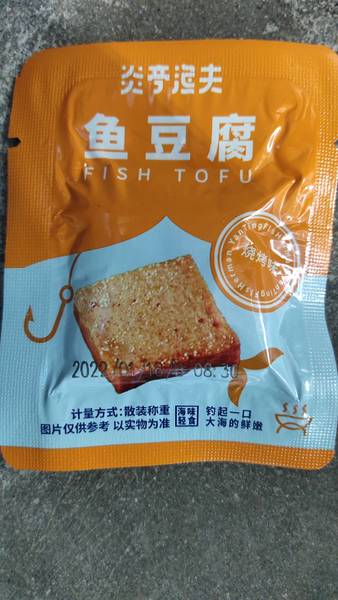 炎亭渔夫
鱼豆腐
FISH TOFU
烧烤味
计量方式:散装称重
图片仅供参考 以实物为准
海味
轻食
钓起一口
大海的鲜嫩